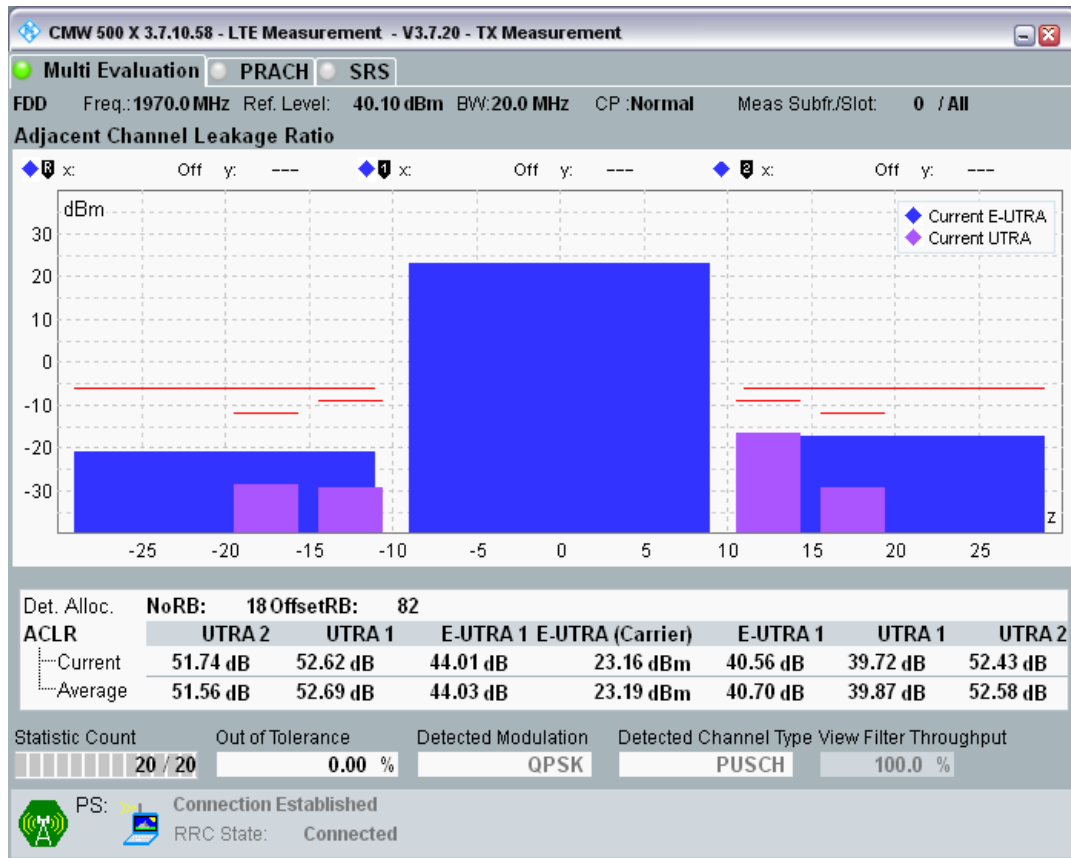 CMW 500 X 3.7.10.58 - LTE Measurement - V3.7.20 - TX Measurement
Multi Evaluation PRACH SRS
FDD Freq.:1970.0 MHz Ref. Level: 40.10 dBm BW:20.0 MHz CP :Normal Meas Subfr./Slot: 0 / All
Adjacent Channel Leakage Ratio
R x: Off y: --- 1 x: Off y: --- 2 x: Off y: ---
dBm
Current E-UTRA
Current UTRA
30
20
10
0
-10
-20
-30
z
-25 -20 -15 -10 -5 0 5 10 15 20 25
Det. Alloc. NoRB: 18 OffsetRB: 82
ACLR UTRA 2 UTRA 1 E-UTRA 1 E-UTRA (Carrier) E-UTRA 1 UTRA 1 UTRA 2
Current 51.74 dB 52.62 dB 44.01 dB 23.16 dBm 40.56 dB 39.72 dB 52.43 dB
Average 51.56 dB 52.69 dB 44.03 dB 23.19 dBm 40.70 dB 39.87 dB 52.58 dB
Statistic Count Out of Tolerance Detected Modulation Detected Channel Type View Filter Throughput
20 / 20 0.00 % QPSK PUSCH 100.0 %
PS: Connection Established
RRC State: Connected